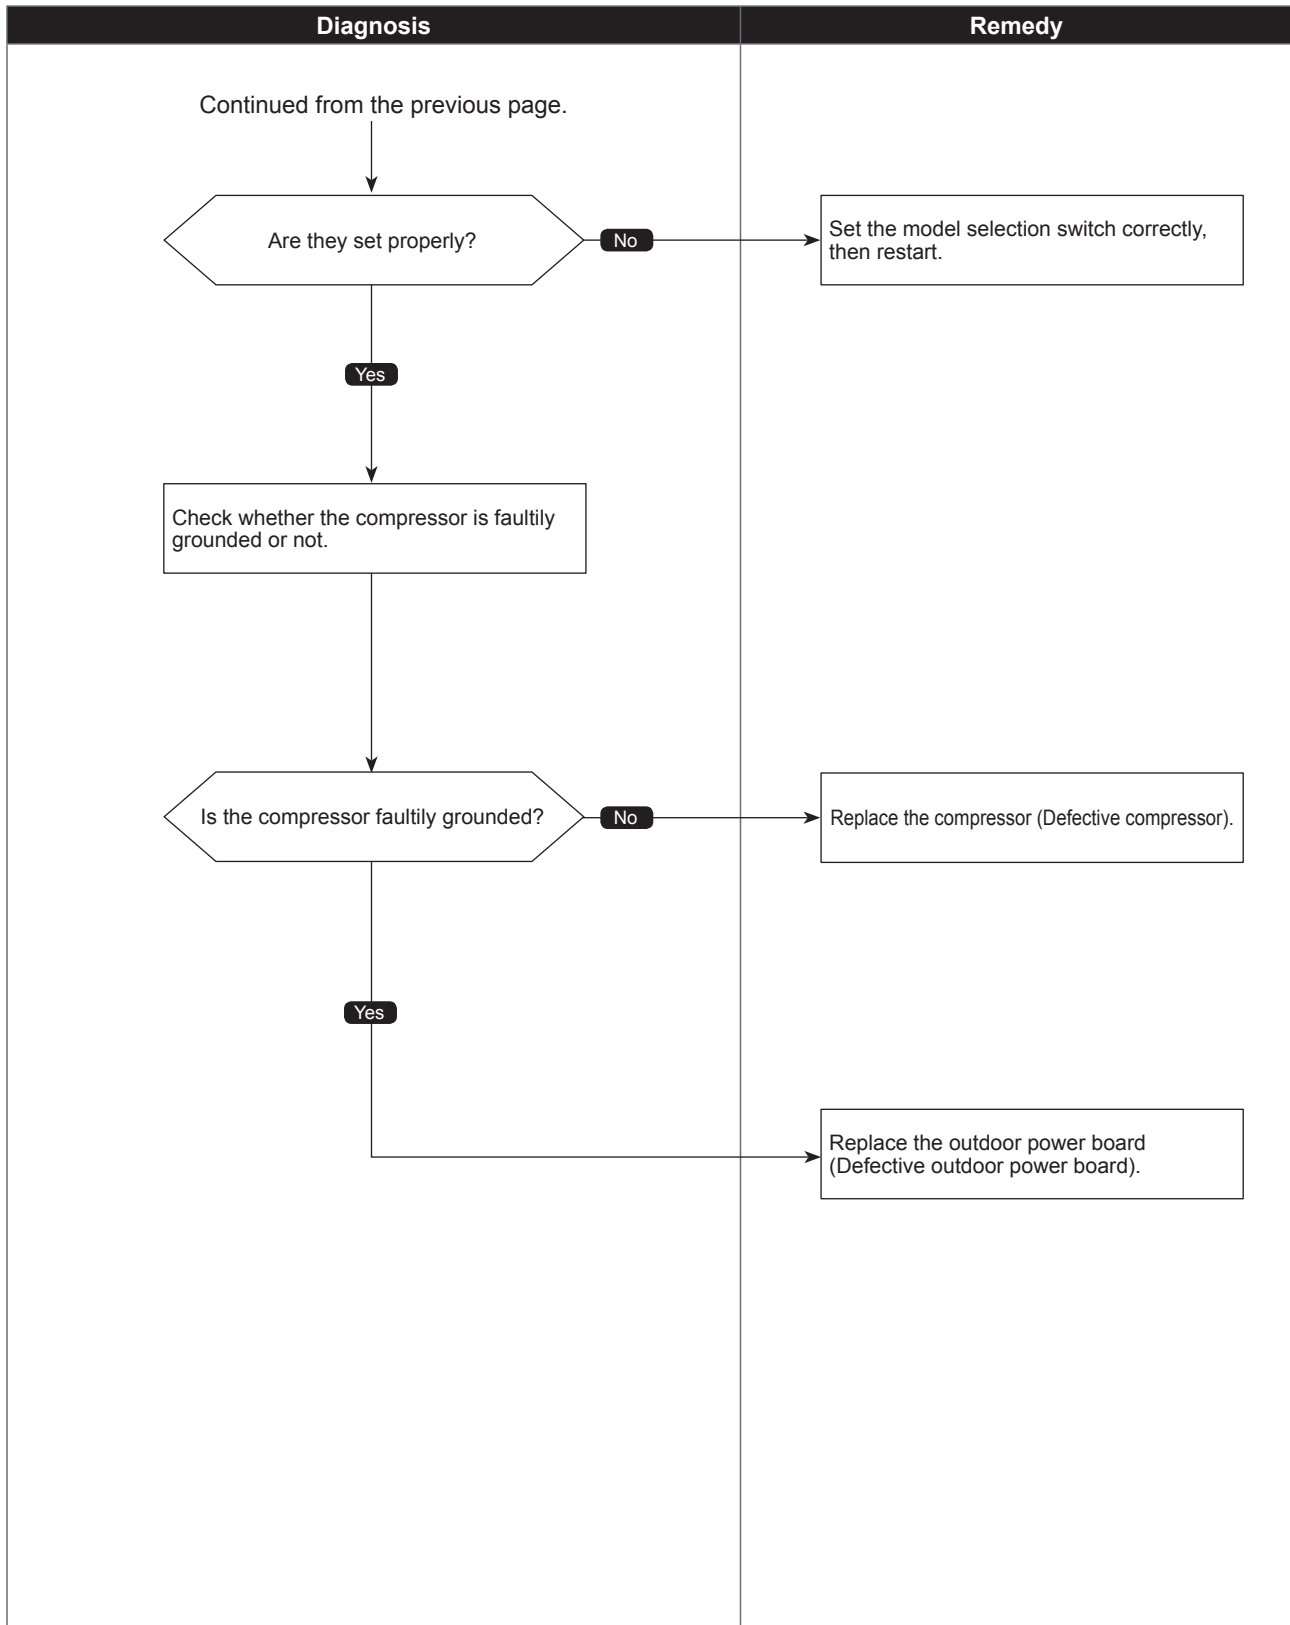 Diagnosis
Remedy
Continued from the previous page.
Are they set properly?
No
Set the model selection switch correctly,
then restart.
Yes
Check whether the compressor is faultily
grounded or not.
Is the compressor faultily grounded?
No
Replace the compressor (Defective compressor).
Yes
Replace the outdoor power board
(Defective outdoor power board).